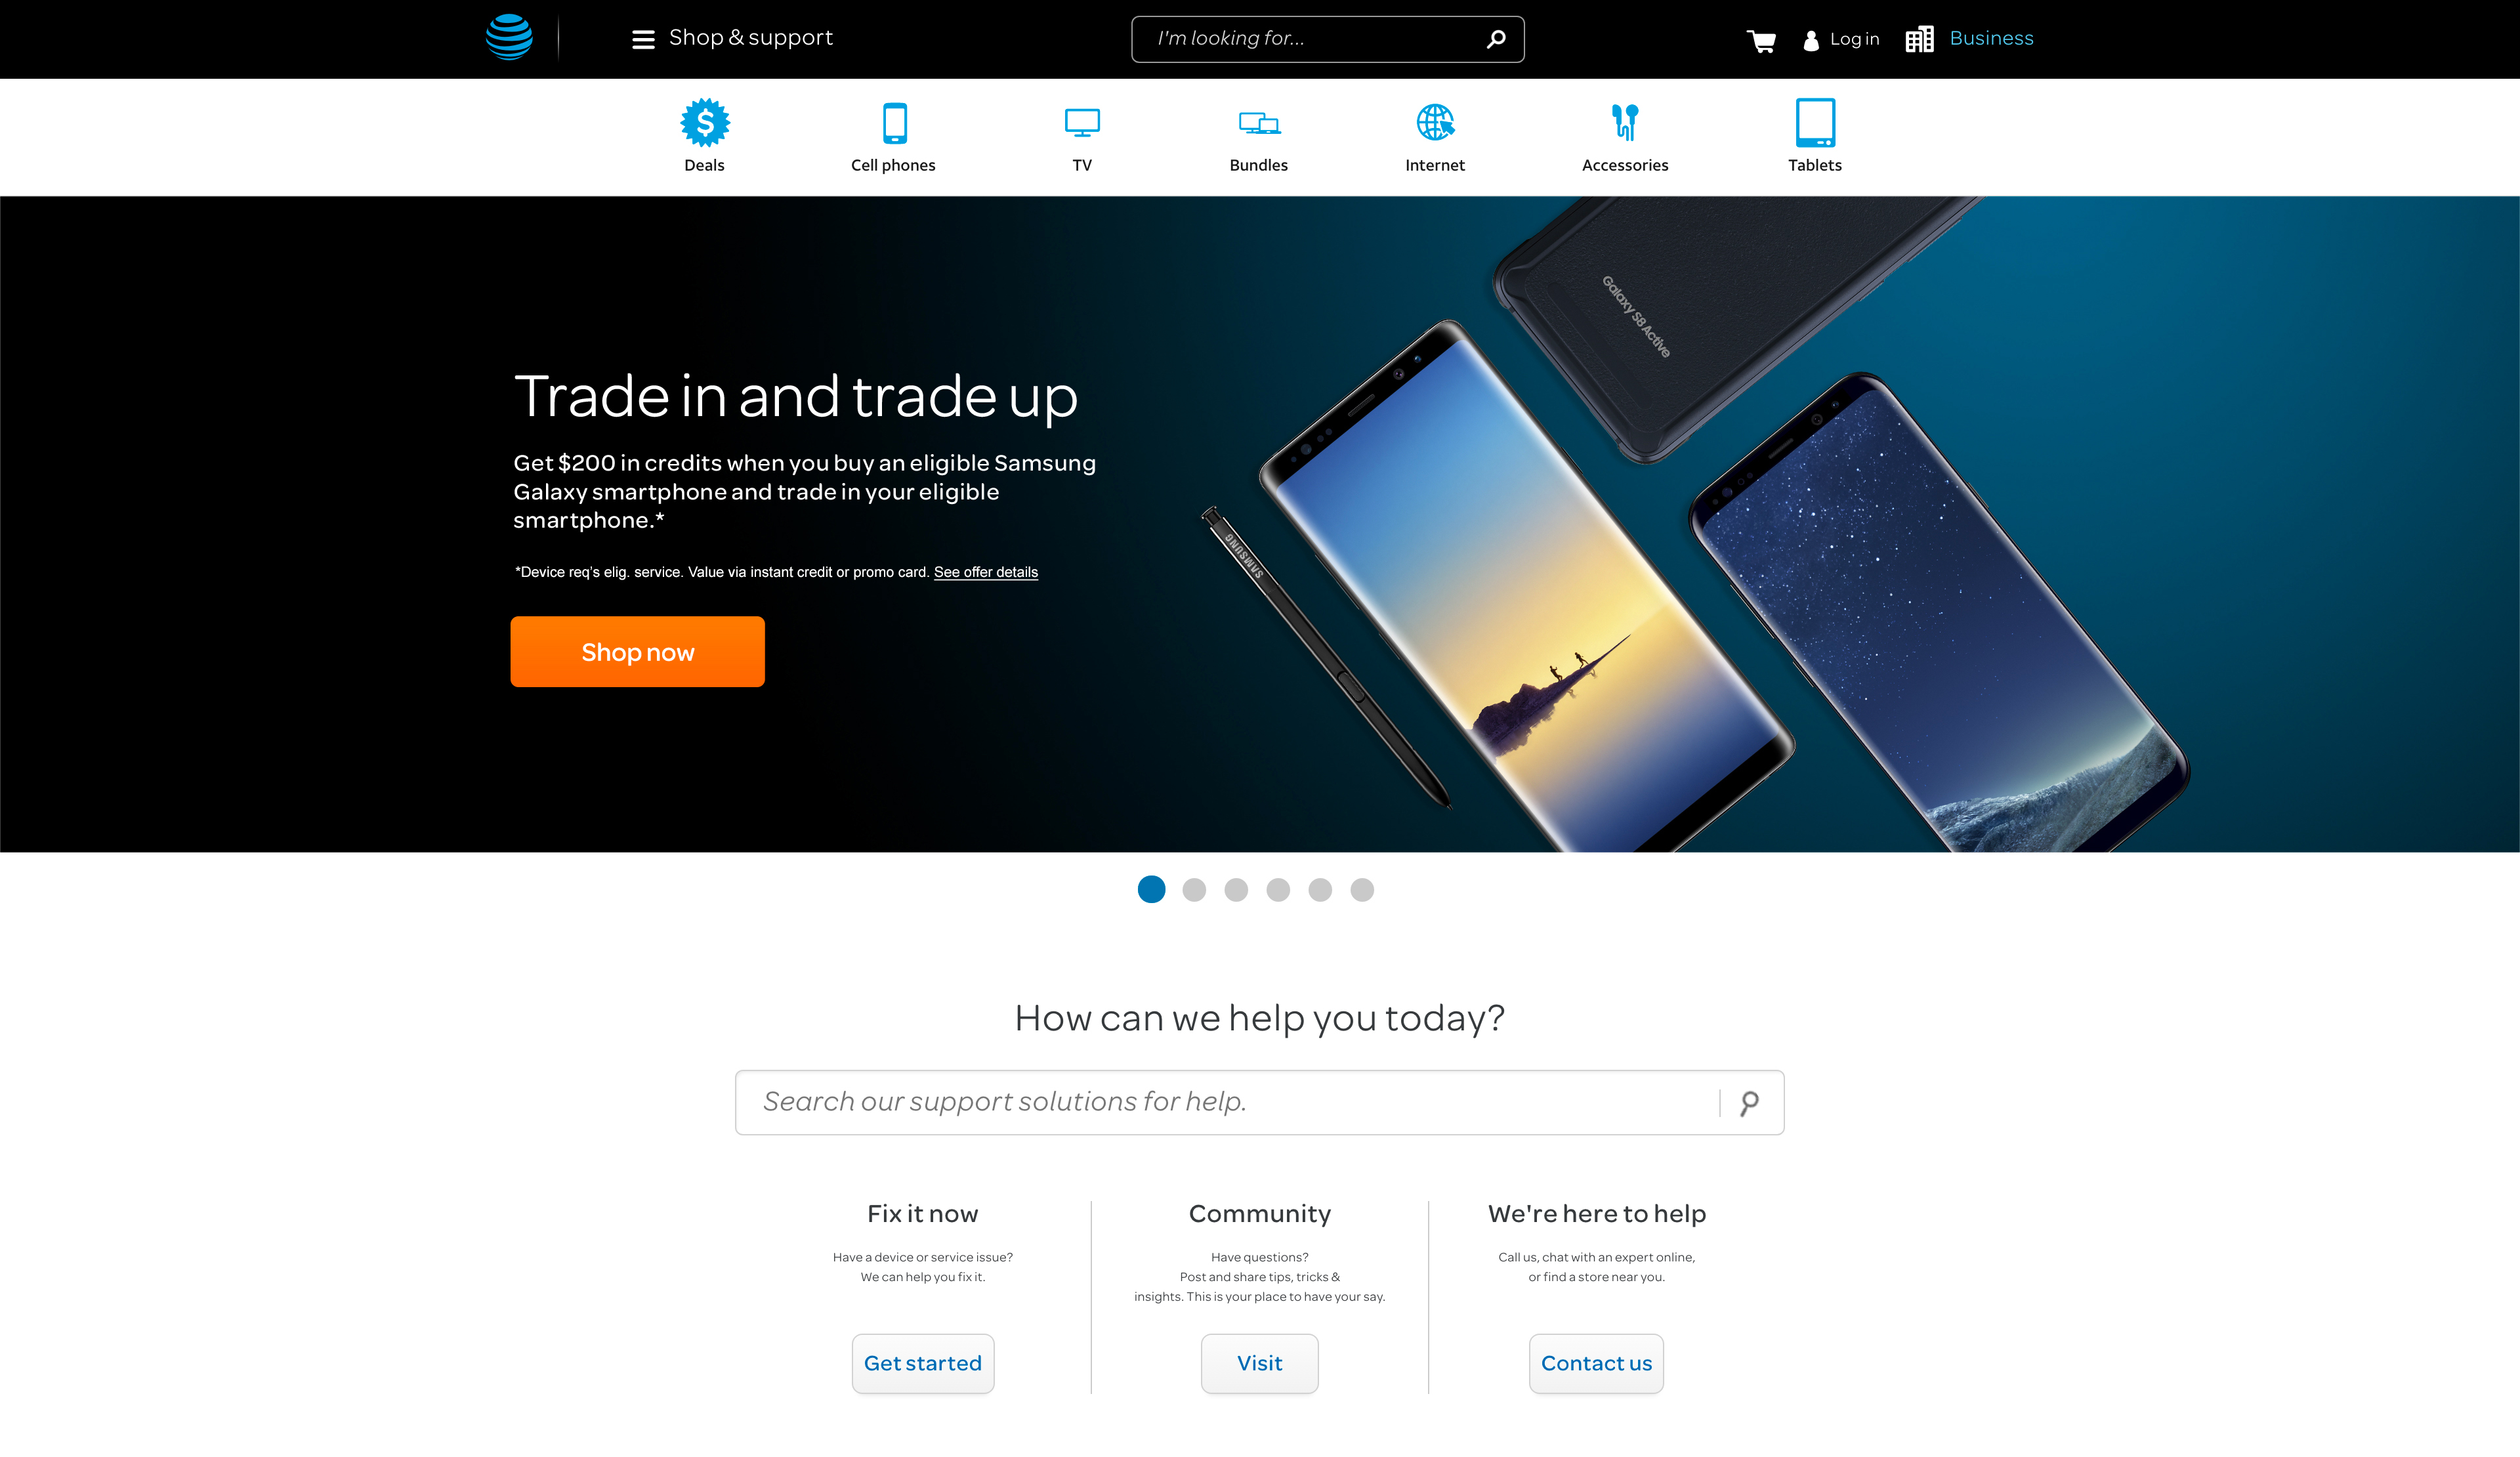 Shop & support
I'm looking for...
Log in
Business
Deals
Cell phones
TV
Bundles
Internet
Accessories
Tablets
Trade in and trade up
Get $200 in credits when you buy an eligible Samsung
Galaxy smartphone and trade in your eligible
smartphone.*
*Device req's elig. service. Value via instant credit or promo card. See offer details
Shop now
Galaxy S8 Active
SAMSUNG
How can we help you today?
Search our support solutions for help.
Fix it now
Have a device or service issue?
We can help you fix it.
Get started
Community
Have questions?
Post and share tips, tricks &
insights. This is your place to have your say.
Visit
We're here to help
Call us, chat with an expert online,
or find a store near you.
Contact us